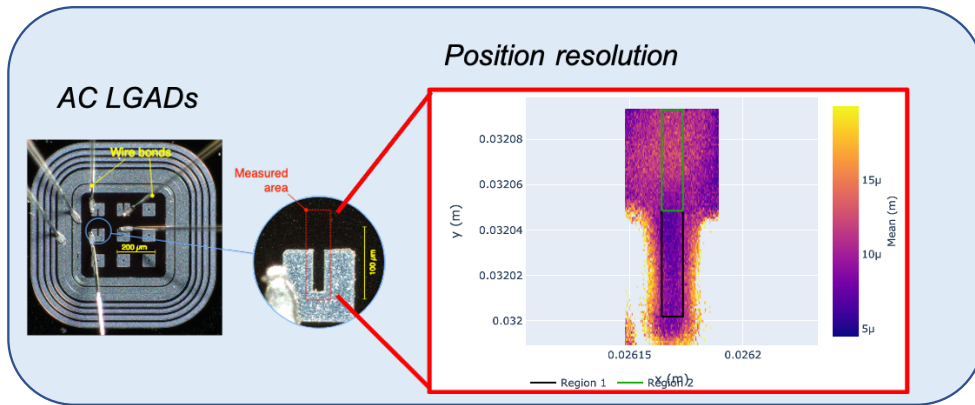 Position resolution
AC LGADs
Wire bonds
200 µm
Measured
area
100 µm
0.03208
0.03206
0.03204
0.03202
0.032
y (m)
0.02615
0.0262
x (m)
Region 1
Region 2
15µ
10µ
5µ
Mean (m)